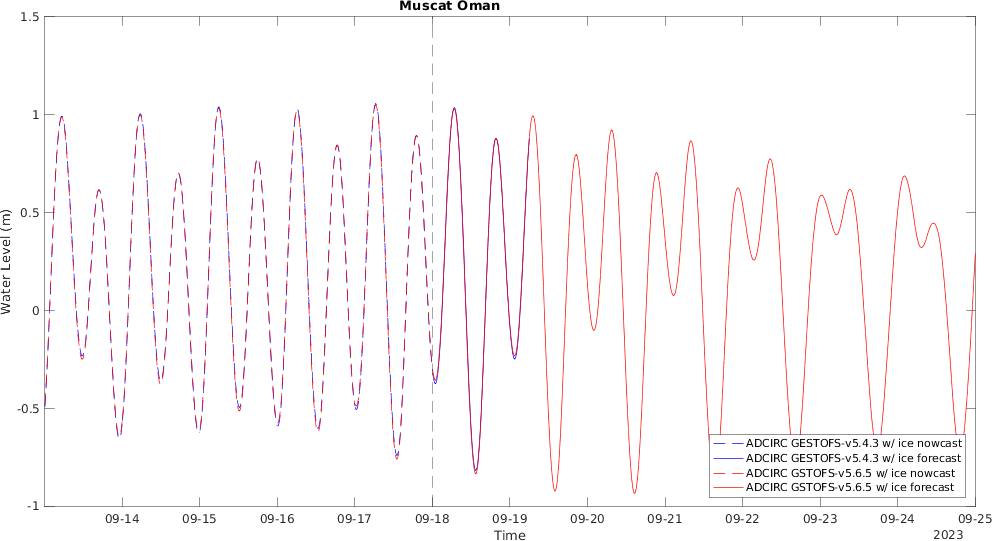 Muscat Oman
1.5
1
0.5
0
-0.5
-1
Water Level (m)
09-14 09-15 09-16 09-17 09-18 09-19 09-20 09-21 09-22 09-23 09-24 09-25
Time
2023
ADCIRC GESTOFS-v5.4.3 w/ ice nowcast
ADCIRC GESTOFS-v5.4.3 w/ ice forecast
ADCIRC GSTOFS-v5.6.5 w/ ice nowcast
ADCIRC GSTOFS-v5.6.5 w/ ice forecast